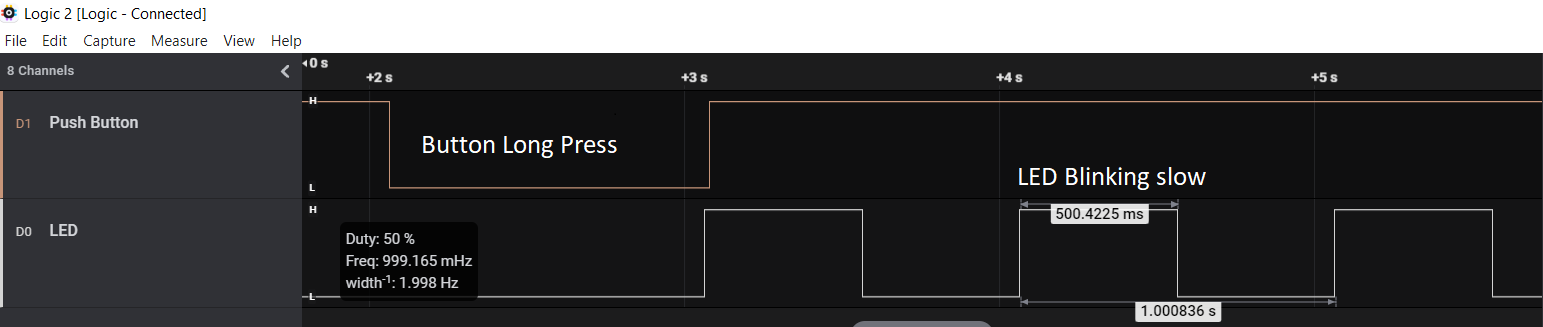 Logic 2 [Logic - Connected]
File Edit Capture Measure View Help
8 Channels
0 s
+2 s +3 s +4 s +5 s
D1 Push Button
H
L
Button Long Press
LED Blinking slow
D0 LED
H
L
500.4225 ms
Duty: 50 %
Freq: 999.165 mHz
width⁻¹: 1.998 Hz
1.000836 s